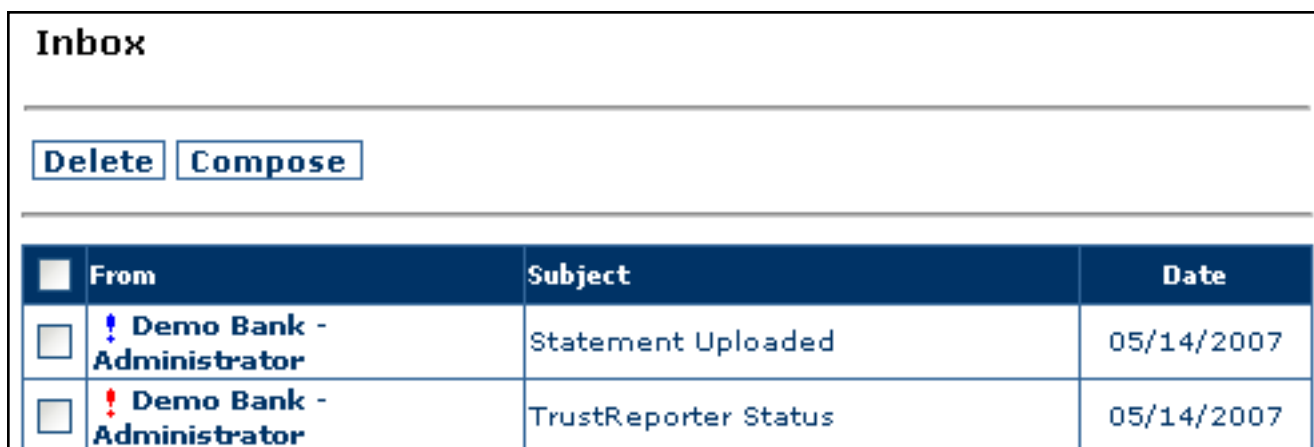 Inbox
Delete Compose
From Subject Date
! Demo Bank -
Administrator Statement Uploaded 05/14/2007
! Demo Bank -
Administrator TrustReporter Status 05/14/2007